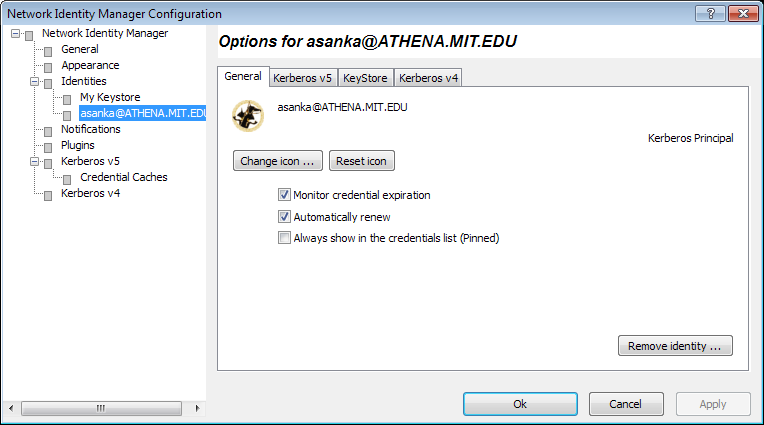 Network Identity Manager Configuration
Network Identity Manager
General
Appearance
Identities
My Keystore
asanka@ATHENA.MIT.EDU
Notifications
Plugins
Kerberos v5
Credential Caches
Kerberos v4
Options for asanka@ATHENA.MIT.EDU
General Kerberos v5 KeyStore Kerberos v4
asanka@ATHENA.MIT.EDU
Kerberos Principal
Change icon ... Reset icon
Monitor credential expiration
Automatically renew
Always show in the credentials list (Pinned)
Remove identity ...
Ok Cancel Apply